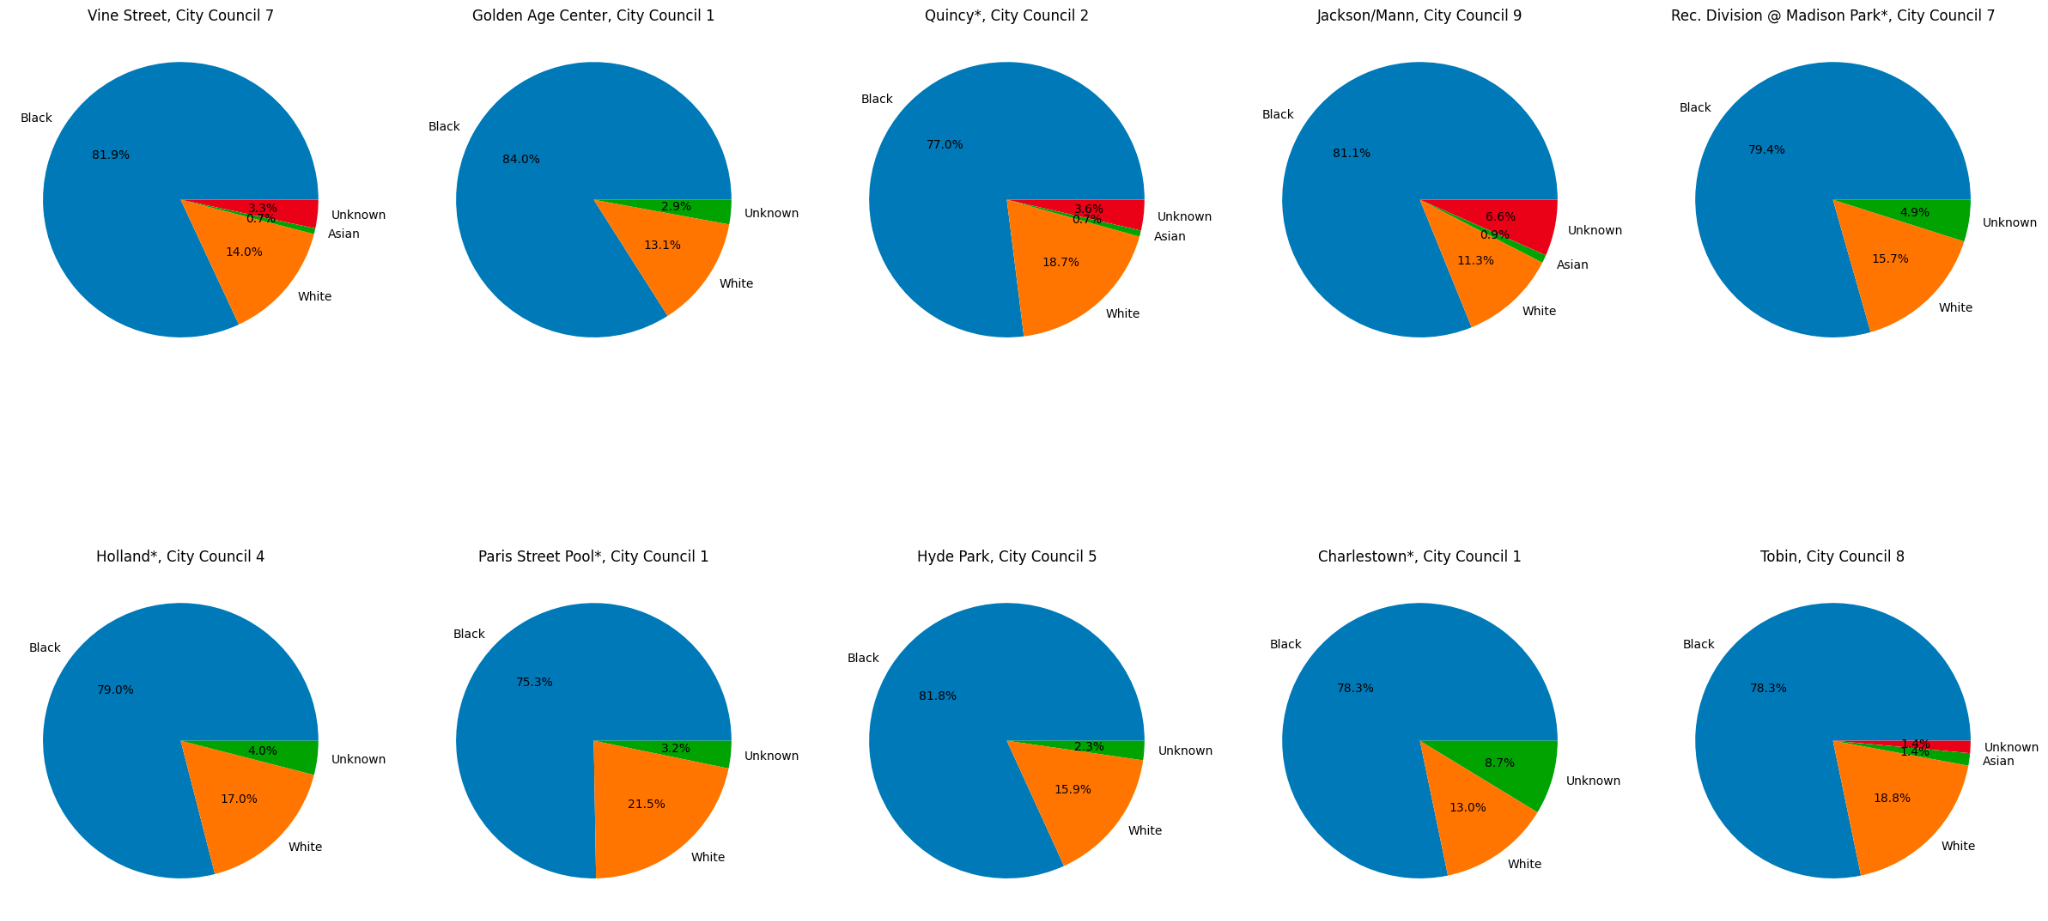 Vine Street, City Council 7
Black
81.9%
14.0%
White
0.7%
Asian
3.3%
Unknown
Golden Age Center, City Council 1
Black
84.0%
13.1%
White
2.9%
Unknown
Quincy*, City Council 2
Black
77.0%
18.7%
White
0.7%
Asian
3.6%
Unknown
Jackson/Mann, City Council 9
Black
81.1%
11.3%
White
0.9%
Asian
6.6%
Unknown
Rec. Division @ Madison Park*, City Council 7
Black
79.4%
15.7%
White
4.9%
Unknown
Holland*, City Council 4
Black
79.0%
17.0%
White
4.0%
Unknown
Paris Street Pool*, City Council 1
Black
75.3%
21.5%
White
3.2%
Unknown
Hyde Park, City Council 5
Black
81.8%
15.9%
White
2.3%
Unknown
Charlestown*, City Council 1
Black
78.3%
13.0%
White
8.7%
Unknown
Tobin, City Council 8
Black
78.3%
18.8%
White
1.4%
Asian
1.4%
Unknown